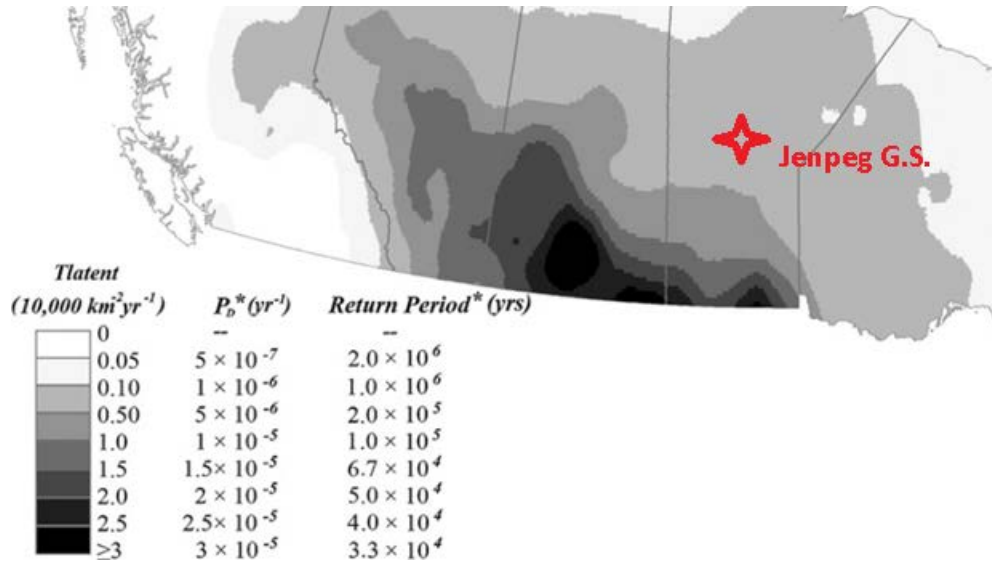 Jenpeg G.S.
Tlatent
(10,000 km⁻²yr⁻¹) P_D*(yr⁻¹) Return Period* (yrs)
0 -- --
0.05 5 × 10⁻⁷ 2.0 × 10⁶
0.10 1 × 10⁻⁶ 1.0 × 10⁶
0.50 5 × 10⁻⁶ 2.0 × 10⁵
1.0 1 × 10⁻⁵ 1.0 × 10⁵
1.5 1.5× 10⁻⁵ 6.7 × 10⁴
2.0 2 × 10⁻⁵ 5.0 × 10⁴
2.5 2.5× 10⁻⁵ 4.0 × 10⁴
≥3 3 × 10⁻⁵ 3.3 × 10⁴